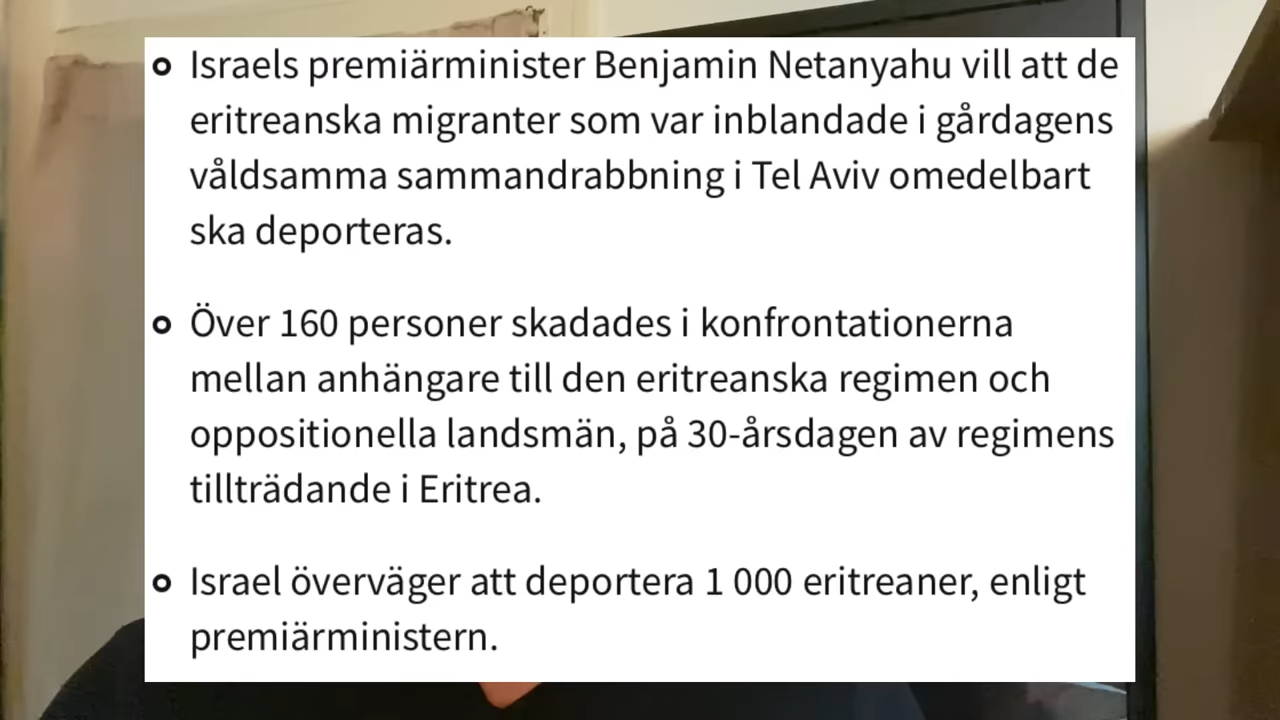 Israels premiärminister Benjamin Netanyahu vill att de
eritreanska migranter som var inblandade i gårdagens
våldsamma sammandrabbning i Tel Aviv omedelbart
ska deporteras.
Över 160 personer skadades i konfrontationerna
mellan anhängare till den eritreanska regimen och
oppositionella landsmän, på 30-årsdagen av regimens
tillträdande i Eritrea.
Israel överväger att deportera 1 000 eritreaner, enligt
premiärministern.